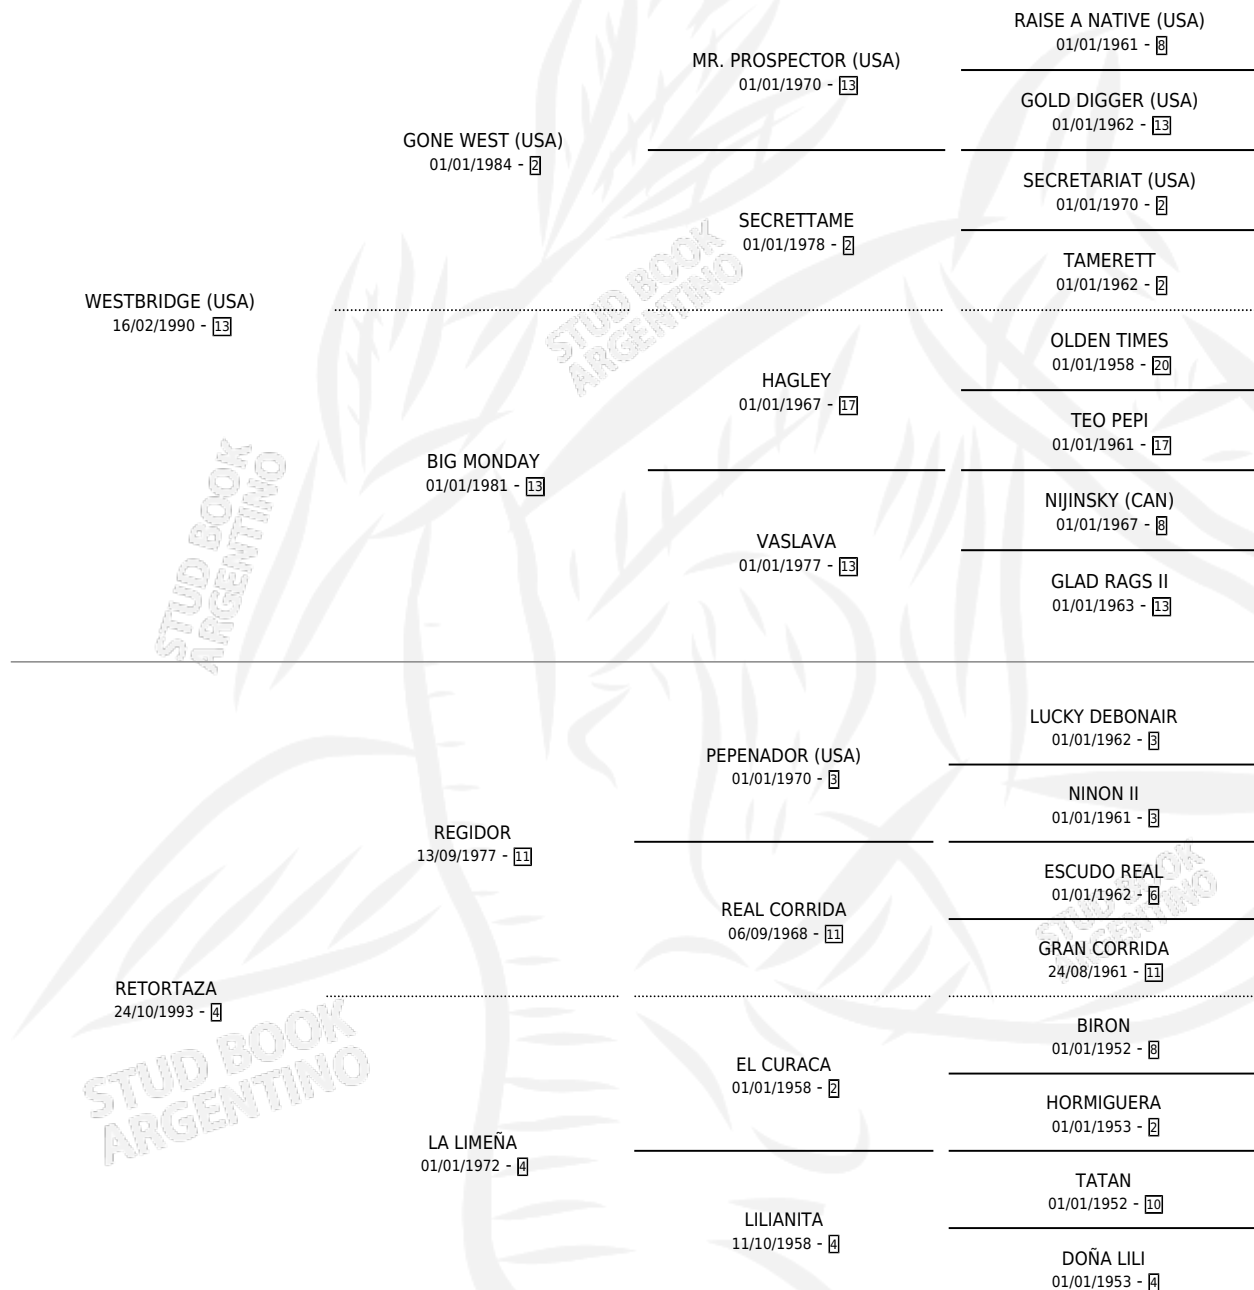 RAISE A NATIVE (USA)
01/01/1961 - 8
MR. PROSPECTOR (USA)
01/01/1970 - 13
GOLD DIGGER (USA)
01/01/1962 - 13
GONE WEST (USA)
01/01/1984 - 2
SECRETARIAT (USA)
01/01/1970 - 2
SECRETTAME
01/01/1978 - 2
TAMERETT
01/01/1962 - 2
WESTBRIDGE (USA)
16/02/1990 - 13
OLDEN TIMES
01/01/1958 - 20
HAGLEY
01/01/1967 - 17
TEO PEPI
01/01/1961 - 17
BIG MONDAY
01/01/1981 - 13
NIJINSKY (CAN)
01/01/1967 - 8
VASLAVA
01/01/1977 - 13
GLAD RAGS II
01/01/1963 - 13
LUCKY DEBONAIR
01/01/1962 - 3
PEPENADOR (USA)
01/01/1970 - 3
NINON II
01/01/1961 - 3
REGIDOR
13/09/1977 - 11
ESCUDO REAL
01/01/1962 - 6
REAL CORRIDA
06/09/1968 - 11
GRAN CORRIDA
24/08/1961 - 11
RETORTAZA
24/10/1993 - 4
BIRON
01/01/1952 - 8
EL CURACA
01/01/1958 - 2
HORMIGUERA
01/01/1953 - 2
LA LIMEÑA
01/01/1972 - 4
TATAN
01/01/1952 - 10
LILIANITA
11/10/1958 - 4
DOÑA LILI
01/01/1953 - 4
STUD BOOK
ARGENTINO
STUD BOOK
ARGENTINO
STUD BOOK
ARGENTINO
STUD BOOK
ARGENTINO